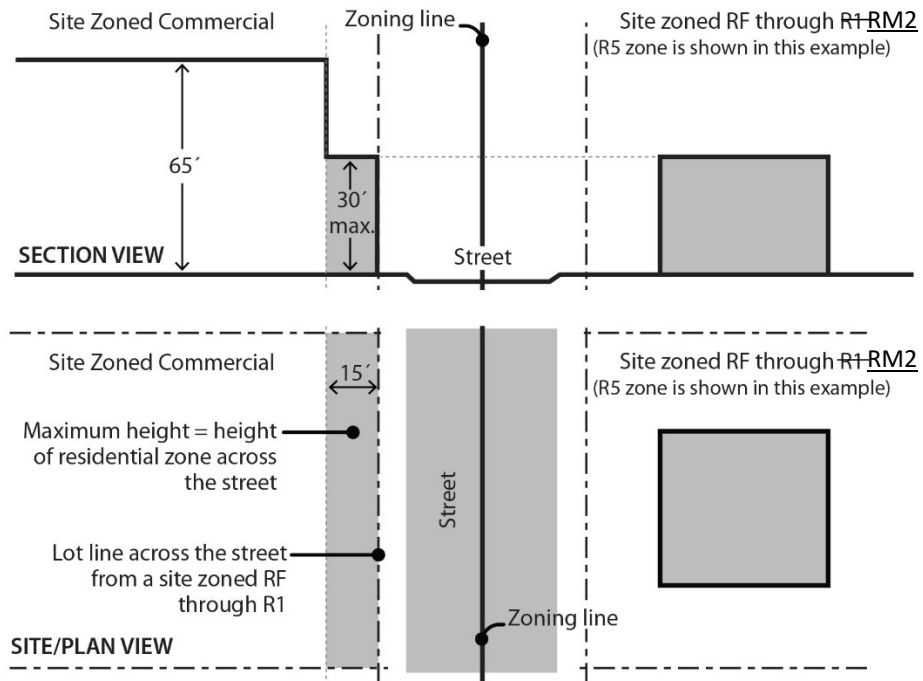 Site Zoned Commercial
Zoning line
Site zoned RF through R1 RM2
(R5 zone is shown in this example)
65´
30´
max.
SECTION VIEW
Street
Site Zoned Commercial
Site zoned RF through R1 RM2
(R5 zone is shown in this example)
15´
Maximum height = height
of residential zone across
the street
Street
Lot line across the street
from a site zoned RF
through R1
Zoning line
SITE/PLAN VIEW